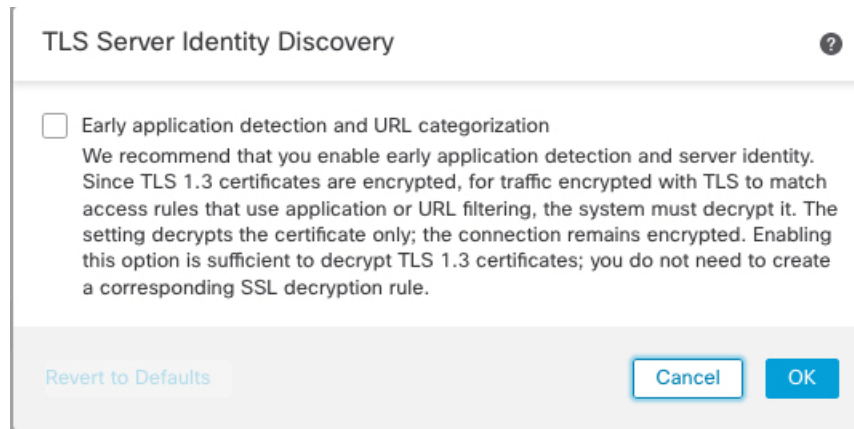 TLS Server Identity Discovery
?
Early application detection and URL categorization
We recommend that you enable early application detection and server identity.
Since TLS 1.3 certificates are encrypted, for traffic encrypted with TLS to match
access rules that use application or URL filtering, the system must decrypt it. The
setting decrypts the certificate only; the connection remains encrypted. Enabling
this option is sufficient to decrypt TLS 1.3 certificates; you do not need to create
a corresponding SSL decryption rule.
Revert to Defaults
Cancel
OK